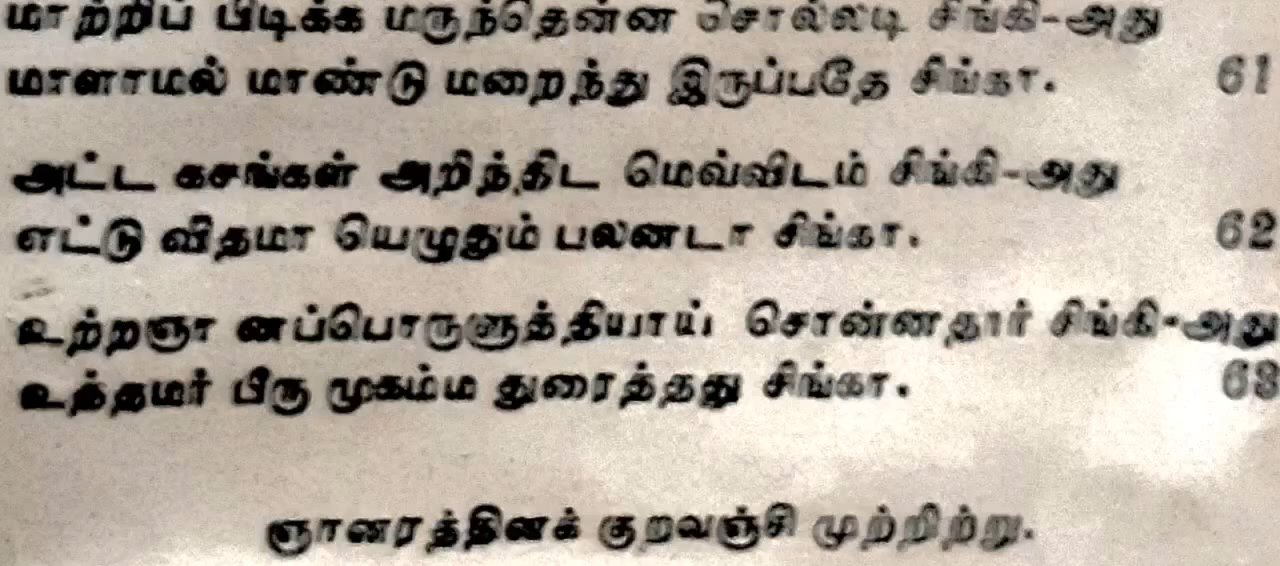 மாற்றிப் பிடிக்க மருந்தென்ன சொல்லடி சிங்கி-அது
மாளாமல் மாண்டு மறைந்து இருப்பதே சிங்கா. 61
அட்ட கசங்கள் அறிந்திட மெவ்விடம் சிங்கி-அது
எட்டு விதமா யெழுதும் பலனடா சிங்கா. 62
உற்றஞா னப்பொருளுத்தியாய் சொன்னதார் சிங்கி-அது
உத்தமர் பீரு முகம்ம துரைத்தது சிங்கா. 63
ஞானரத்தினக் குறவஞ்சி முற்றிற்று.